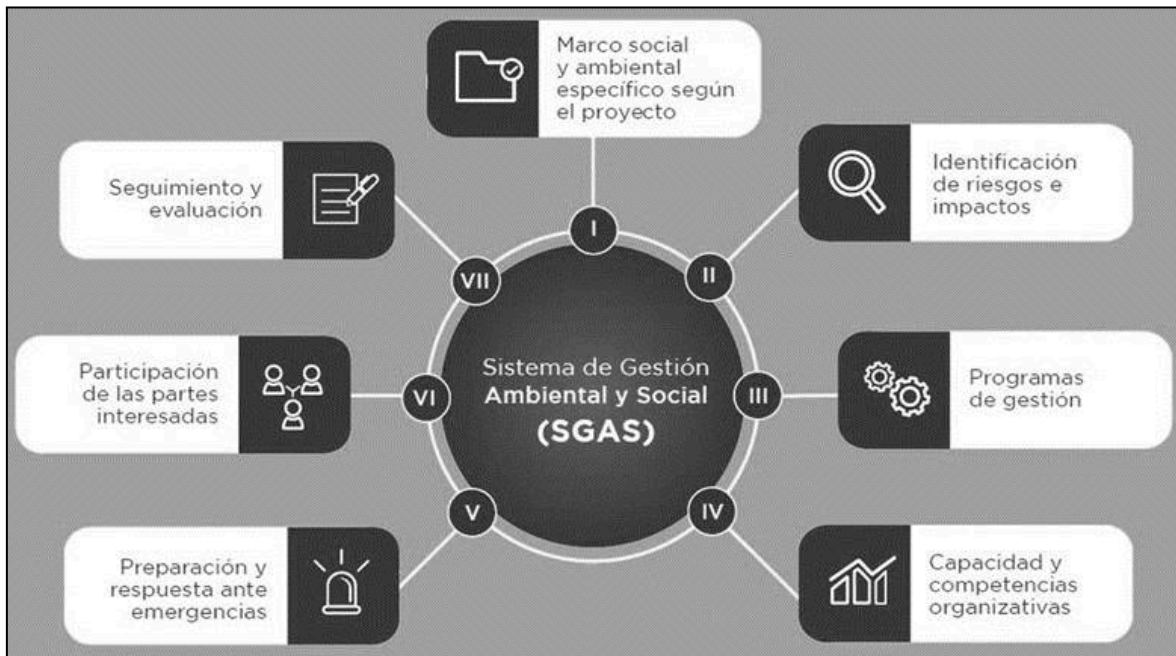 Marco social
y ambiental
específico según
el proyecto
I
Identificación
de riesgos e
impactos
II
Programas
de gestión
III
Capacidad y
competencias
organizativas
IV
Preparación y
respuesta ante
emergencias
V
Participación
de las partes
interesadas
VI
Seguimiento y
evaluación
VII
Sistema de Gestión
Ambiental y Social
(SGAS)